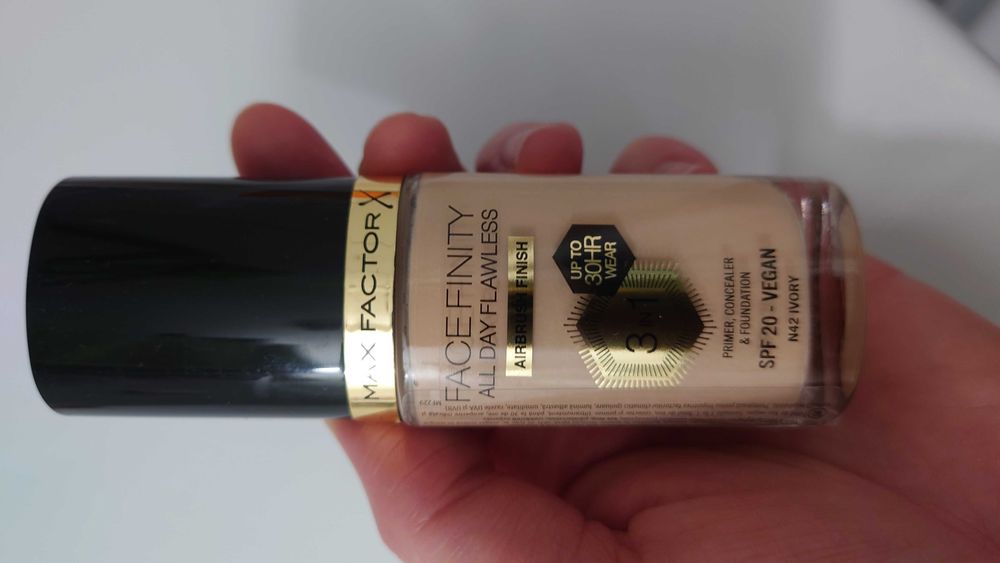 MAX FACTOR X
FACEFINITY
ALL DAY FLAWLESS
AIRBRUSH FINISH
UP TO
30HR
WEAR
3 IN 1
PRIMER, CONCEALER
& FOUNDATION
SPF 20 - VEGAN
N42 IVORY